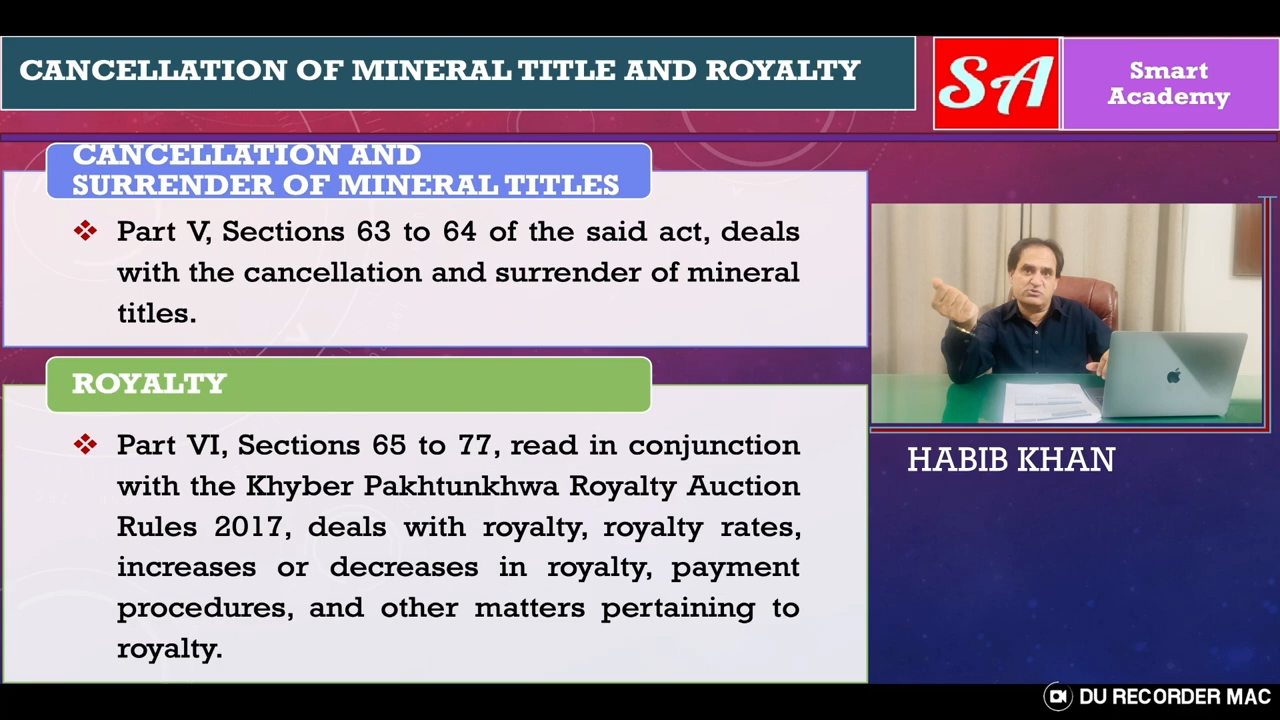 CANCELLATION OF MINERAL TITLE AND ROYALTY
SA
Smart
Academy
CANCELLATION AND
SURRENDER OF MINERAL TITLES
Part V, Sections 63 to 64 of the said act, deals
with the cancellation and surrender of mineral
titles.
ROYALTY
Part VI, Sections 65 to 77, read in conjunction
with the Khyber Pakhtunkhwa Royalty Auction
Rules 2017, deals with royalty, royalty rates,
increases or decreases in royalty, payment
procedures, and other matters pertaining to
royalty.
HABIB KHAN
DU RECORDER MAC